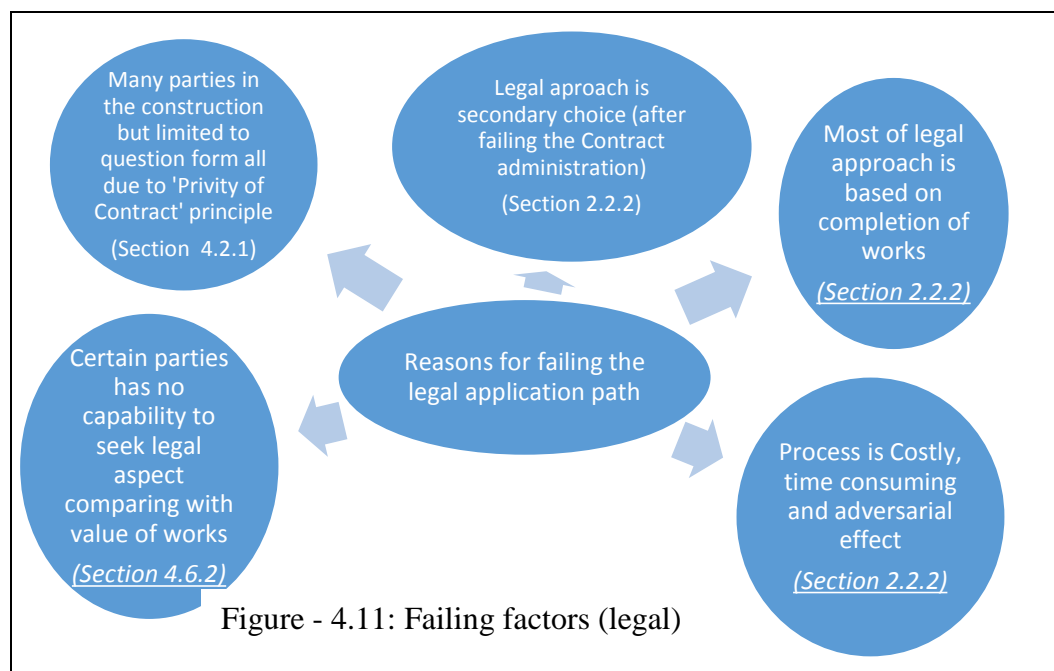 Many parties in
the construction
but limited to
question form all
due to 'Privity of
Contract' principle
(Section 4.2.1)
Legal aproach is
secondary choice (after
failing the Contract
administration)
(Section 2.2.2)
Most of legal
approach is
based on
completion of
works
(Section 2.2.2)
Reasons for failing the
legal application path
Certain parties
has no
capability to
seek legal
aspect
comparing with
value of works
(Section 4.6.2)
Process is Costly,
time consuming
and adversarial
effect
(Section 2.2.2)
Figure - 4.11: Failing factors (legal)